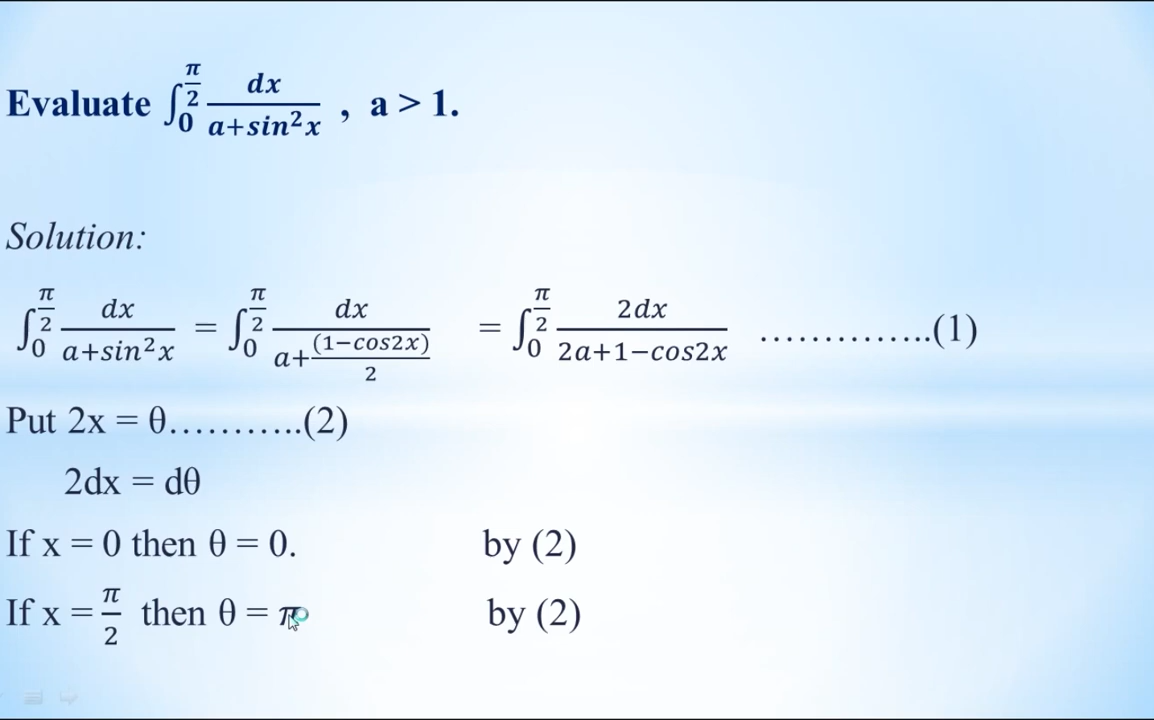 Evaluate ∫₀^(π/2) dx/(a+sin²x) , a > 1.
Solution:
∫₀^(π/2) dx/(a+sin²x) = ∫₀^(π/2) dx/(a+(1−cos2x)/2) = ∫₀^(π/2) 2dx/(2a+1−cos2x) …………..(1)
Put 2x = θ………..(2)
2dx = dθ
If x = 0 then θ = 0. by (2)
If x = π/2 then θ = π by (2)